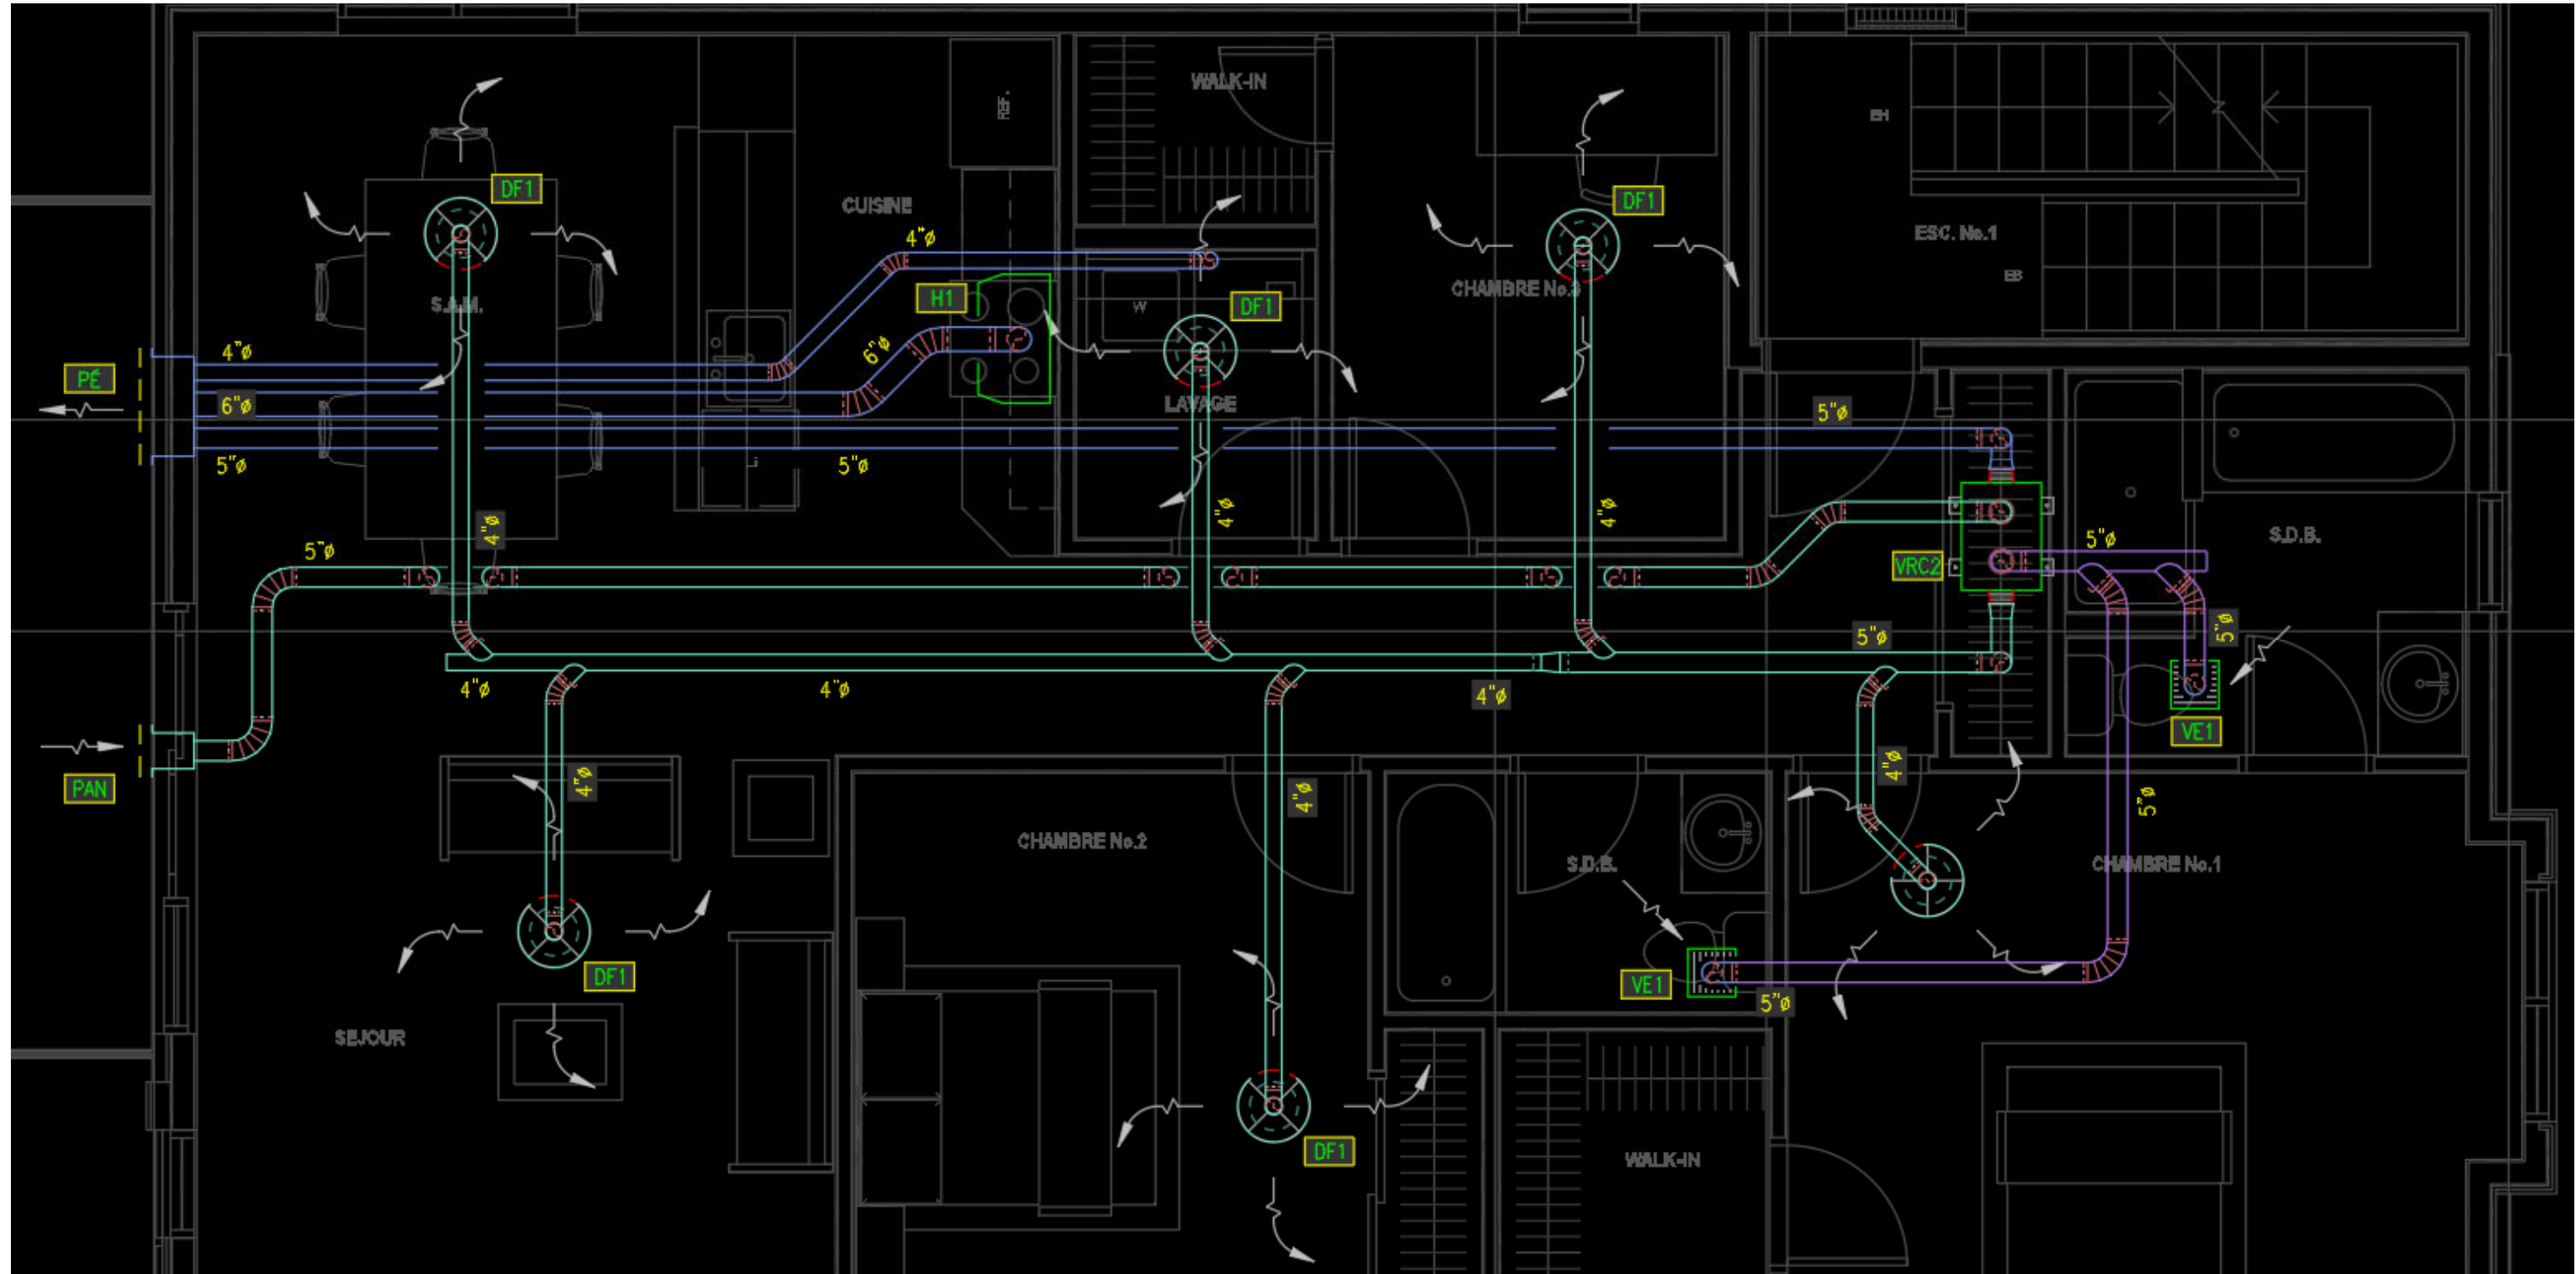 WALK-IN
REF.
EH
DF1
DF1
CUISINE
4"ø
ESC. No.1
EB
CHAMBRE No.3
S.A.M.
H1
W
DF1
4"ø
6"ø
PÉ
6"ø
LAVAGE
5"ø
5"ø
5"ø
4"ø
4"ø
4"ø
5"ø
VRC2
5"ø
S.D.B.
5"ø
5"ø
4"ø
4"ø
4"ø
VE1
PAN
4"ø
4"ø
4"ø
5"ø
CHAMBRE No.2
S.D.B.
CHAMBRE No.1
DF1
VE1
5"ø
SEJOUR
DF1
WALK-IN